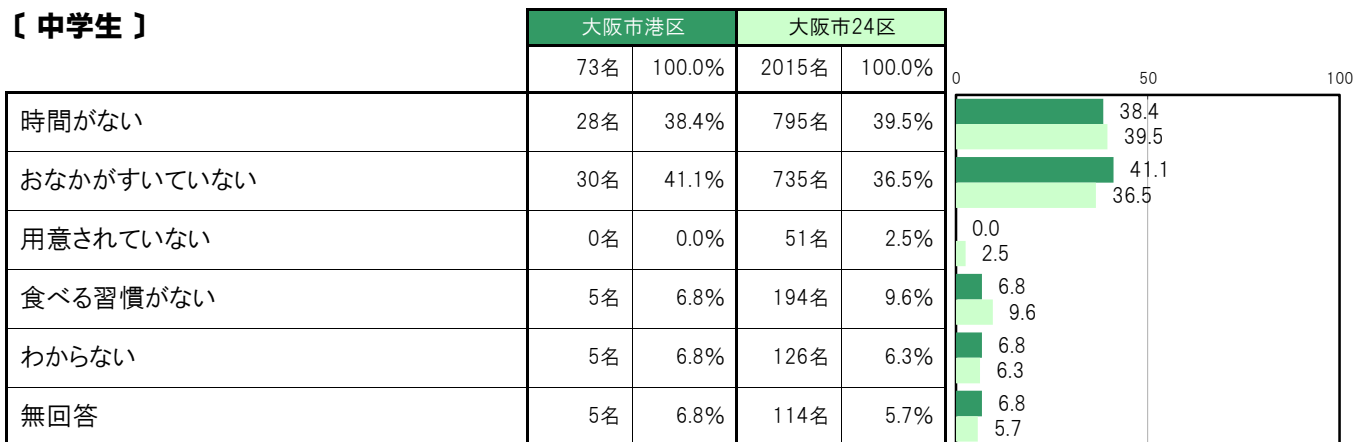 〔 中学生 〕
大阪市港区 大阪市24区
73名 100.0% 2015名 100.0%
0 50 100
時間がない 28名 38.4% 795名 39.5%
38.4
39.5
おなかがすいていない 30名 41.1% 735名 36.5%
41.1
36.5
用意されていない 0名 0.0% 51名 2.5%
0.0
2.5
食べる習慣がない 5名 6.8% 194名 9.6%
6.8
9.6
わからない 5名 6.8% 126名 6.3%
6.8
6.3
無回答 5名 6.8% 114名 5.7%
6.8
5.7